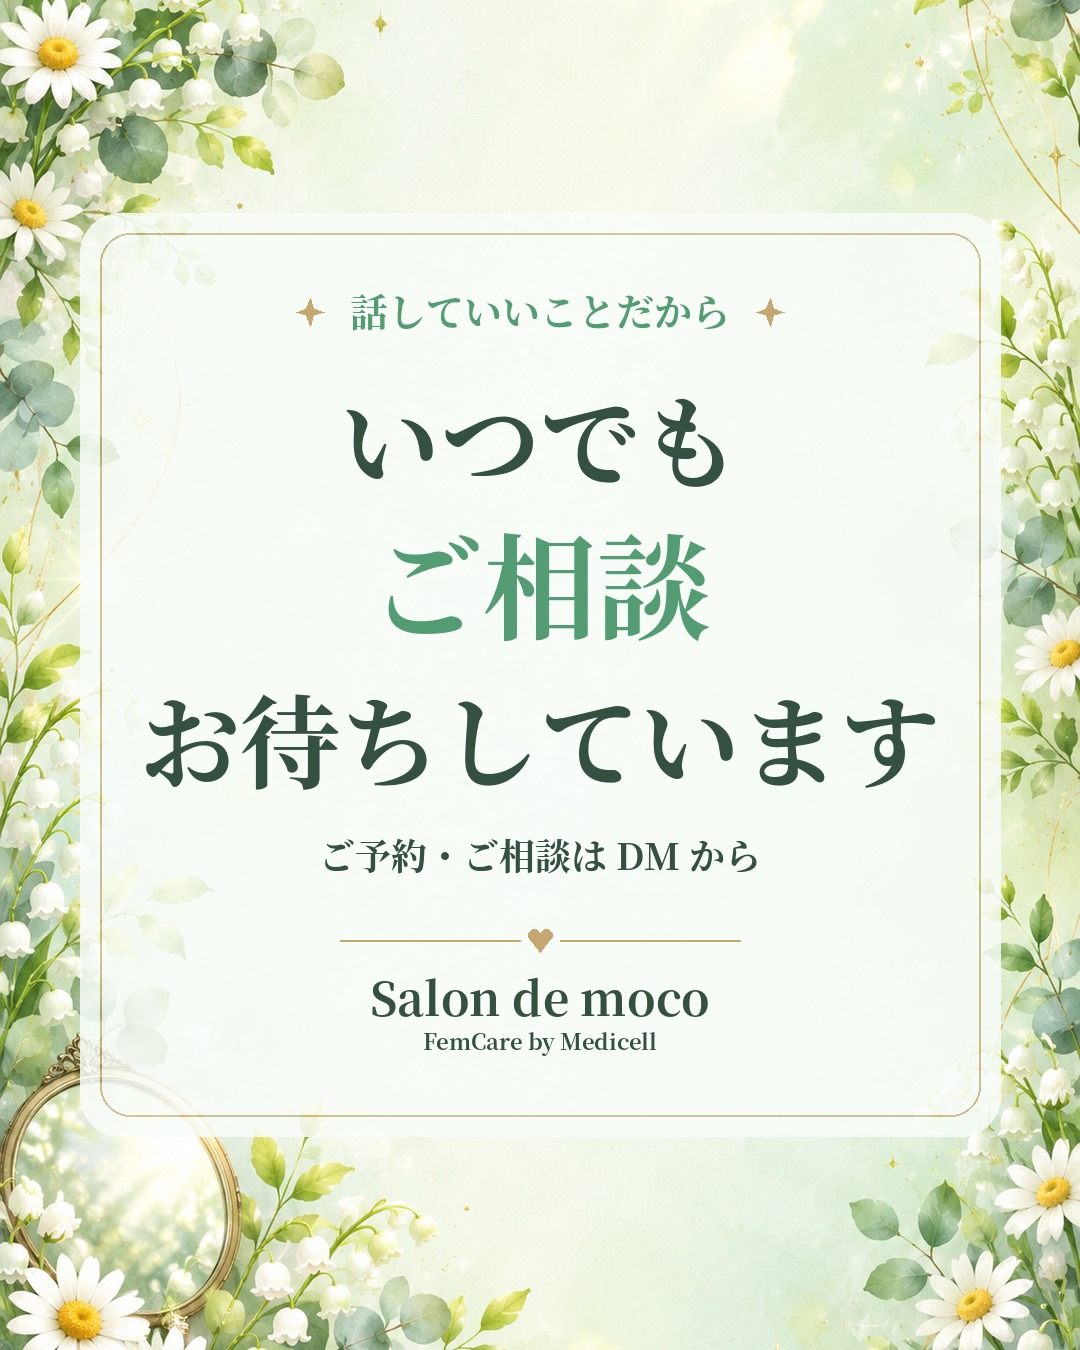 話していいことだから
いつでも
ご相談
お待ちしています
ご予約・ご相談は DM から
Salon de moco
FemCare by Medicell